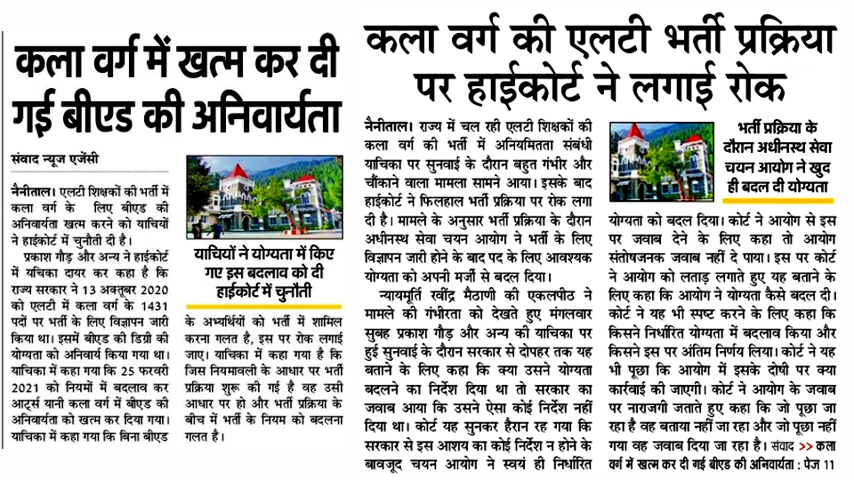 कला वर्ग में खत्म कर दी
गई बीएड की अनिवार्यता
संवाद न्यूज एजेंसी
नैनीताल। एलटी शिक्षकों की भर्ती में
कला वर्ग के लिए बीएड की
अनिवार्यता खत्म करने को याचियों
ने हाईकोर्ट में चुनौती दी है।
प्रकाश गौड़ और अन्य ने हाईकोर्ट
में यचिका दायर कर कहा है कि
राज्य सरकार ने 13 अक्तूबर 2020
को एलटी में कला वर्ग के 1431
पदों पर भर्ती के लिए विज्ञापन जारी
किया था। इसमें बीएड की डिग्री की
योग्यता को अनिवार्य किया गया था।
याचिका में कहा गया कि 25 फरवरी
2021 को नियमों में बदलाव कर
आर्ट्स यानी कला वर्ग में बीएड की
अनिवार्यता को खत्म कर दिया गया।
याचिका में कहा गया कि बिना बीएड
याचियों ने योग्यता में किए
गए इस बदलाव को दी
हाईकोर्ट में चुनौती
के अभ्यर्थियों को भर्ती में शामिल
करना गलत है, इस पर रोक लगाई
जाए। याचिका में कहा गया है कि
जिस नियमावली के आधार पर भर्ती
प्रक्रिया शुरू की गई है वह उसी
आधार पर हो और भर्ती प्रक्रिया के
बीच में भर्ती के नियम को बदलना
गलत है।
कला वर्ग की एलटी भर्ती प्रक्रिया
पर हाईकोर्ट ने लगाई रोक
नैनीताल। राज्य में चल रही एलटी शिक्षकों की
कला वर्ग की भर्ती में अनियमितता संबंधी
याचिका पर सुनवाई के दौरान बहुत गंभीर और
चौंकाने वाला मामला सामने आया। इसके बाद
हाईकोर्ट ने फिलहाल भर्ती प्रक्रिया पर रोक लगा
दी है। मामले के अनुसार भर्ती प्रक्रिया के दौरान
अधीनस्थ सेवा चयन आयोग ने भर्ती के लिए
विज्ञापन जारी होने के बाद पद के लिए आवश्यक
योग्यता को अपनी मर्जी से बदल दिया।
न्यायमूर्ति रवींद्र मैठाणी की एकलपीठ ने
मामले की गंभीरता को देखते हुए मंगलवार
सुबह प्रकाश गौड़ और अन्य की याचिका पर
हुई सुनवाई के दौरान सरकार से दोपहर तक यह
बताने के लिए कहा कि क्या उसने योग्यता
बदलने का निर्देश दिया था तो सरकार का
जवाब आया कि उसने ऐसा कोई निर्देश नहीं
दिया था। कोर्ट यह सुनकर हैरान रह गया कि
सरकार से इस आशय का कोई निर्देश न होने के
बावजूद चयन आयोग ने स्वयं ही निर्धारित
भर्ती प्रक्रिया के
दौरान अधीनस्थ सेवा
चयन आयोग ने खुद
ही बदल दी योग्यता
योग्यता को बदल दिया। कोर्ट ने आयोग से इस
पर जवाब देने के लिए कहा तो आयोग
संतोषजनक जवाब नहीं दे पाया। इस पर कोर्ट
ने आयोग को लताड़ लगाते हुए यह बताने के
लिए कहा कि आयोग ने योग्यता कैसे बदल दी।
कोर्ट ने यह भी स्पष्ट करने के लिए कहा कि
किसने निर्धारित योग्यता में बदलाव किया और
किसने इस पर अंतिम निर्णय लिया। कोर्ट ने यह
भी पूछा कि आयोग में इसके दोषी पर क्या
कार्रवाई की जाएगी। कोर्ट ने आयोग के जवाब
पर नाराजगी जताते हुए कहा कि जो पूछा जा
रहा है वह बताया नहीं जा रहा और जो पूछा नहीं
गया वह जवाब दिया जा रहा है। संवाद >> कला
वर्ग में खत्म कर दी गई बीएड की अनिवार्यता : पेज 11